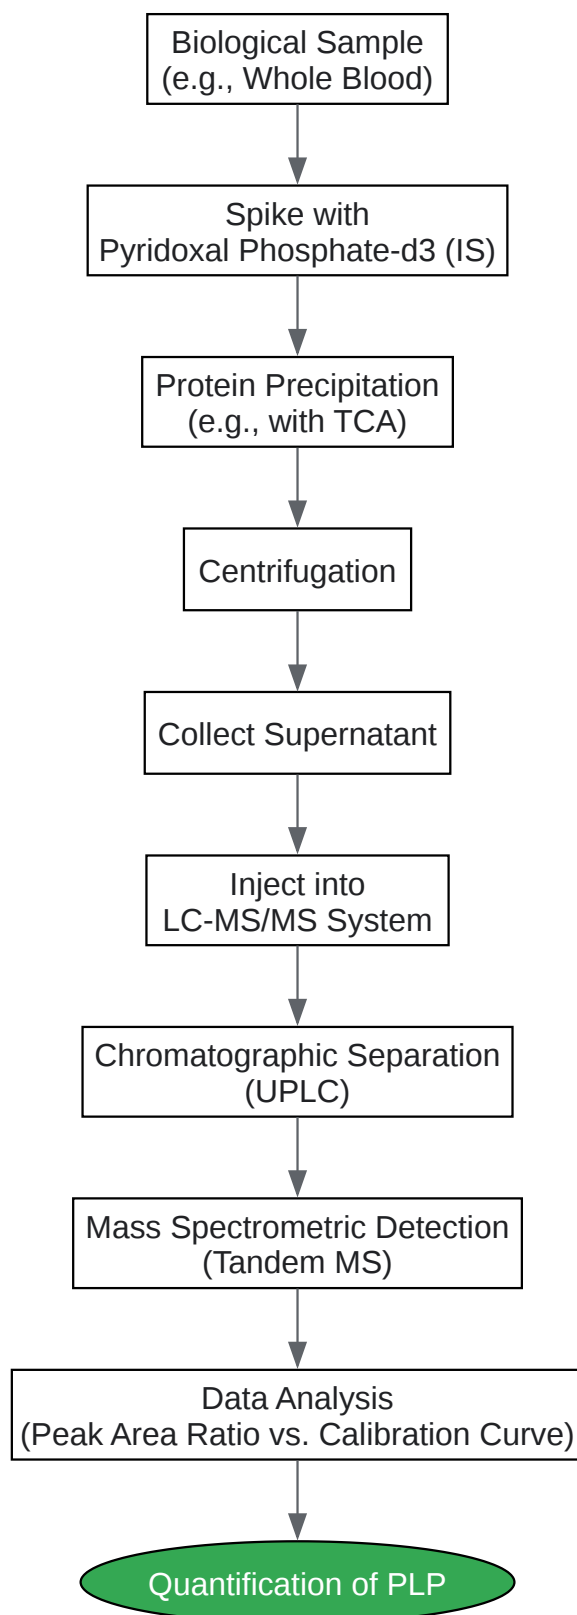 Biological Sample
(e.g., Whole Blood)
Spike with
Pyridoxal Phosphate-d3 (IS)
Protein Precipitation
(e.g., with TCA)
Centrifugation
Collect Supernatant
Inject into
LC-MS/MS System
Chromatographic Separation
(UPLC)
Mass Spectrometric Detection
(Tandem MS)
Data Analysis
(Peak Area Ratio vs. Calibration Curve)
Quantification of PLP